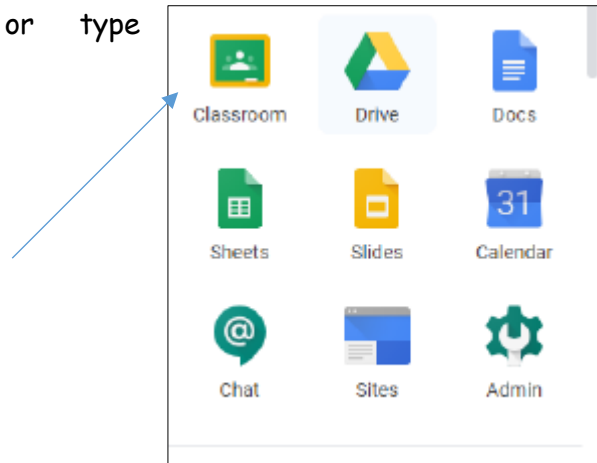 or type
Classroom Drive Docs
31
Sheets Slides Calendar
@
Chat Sites Admin